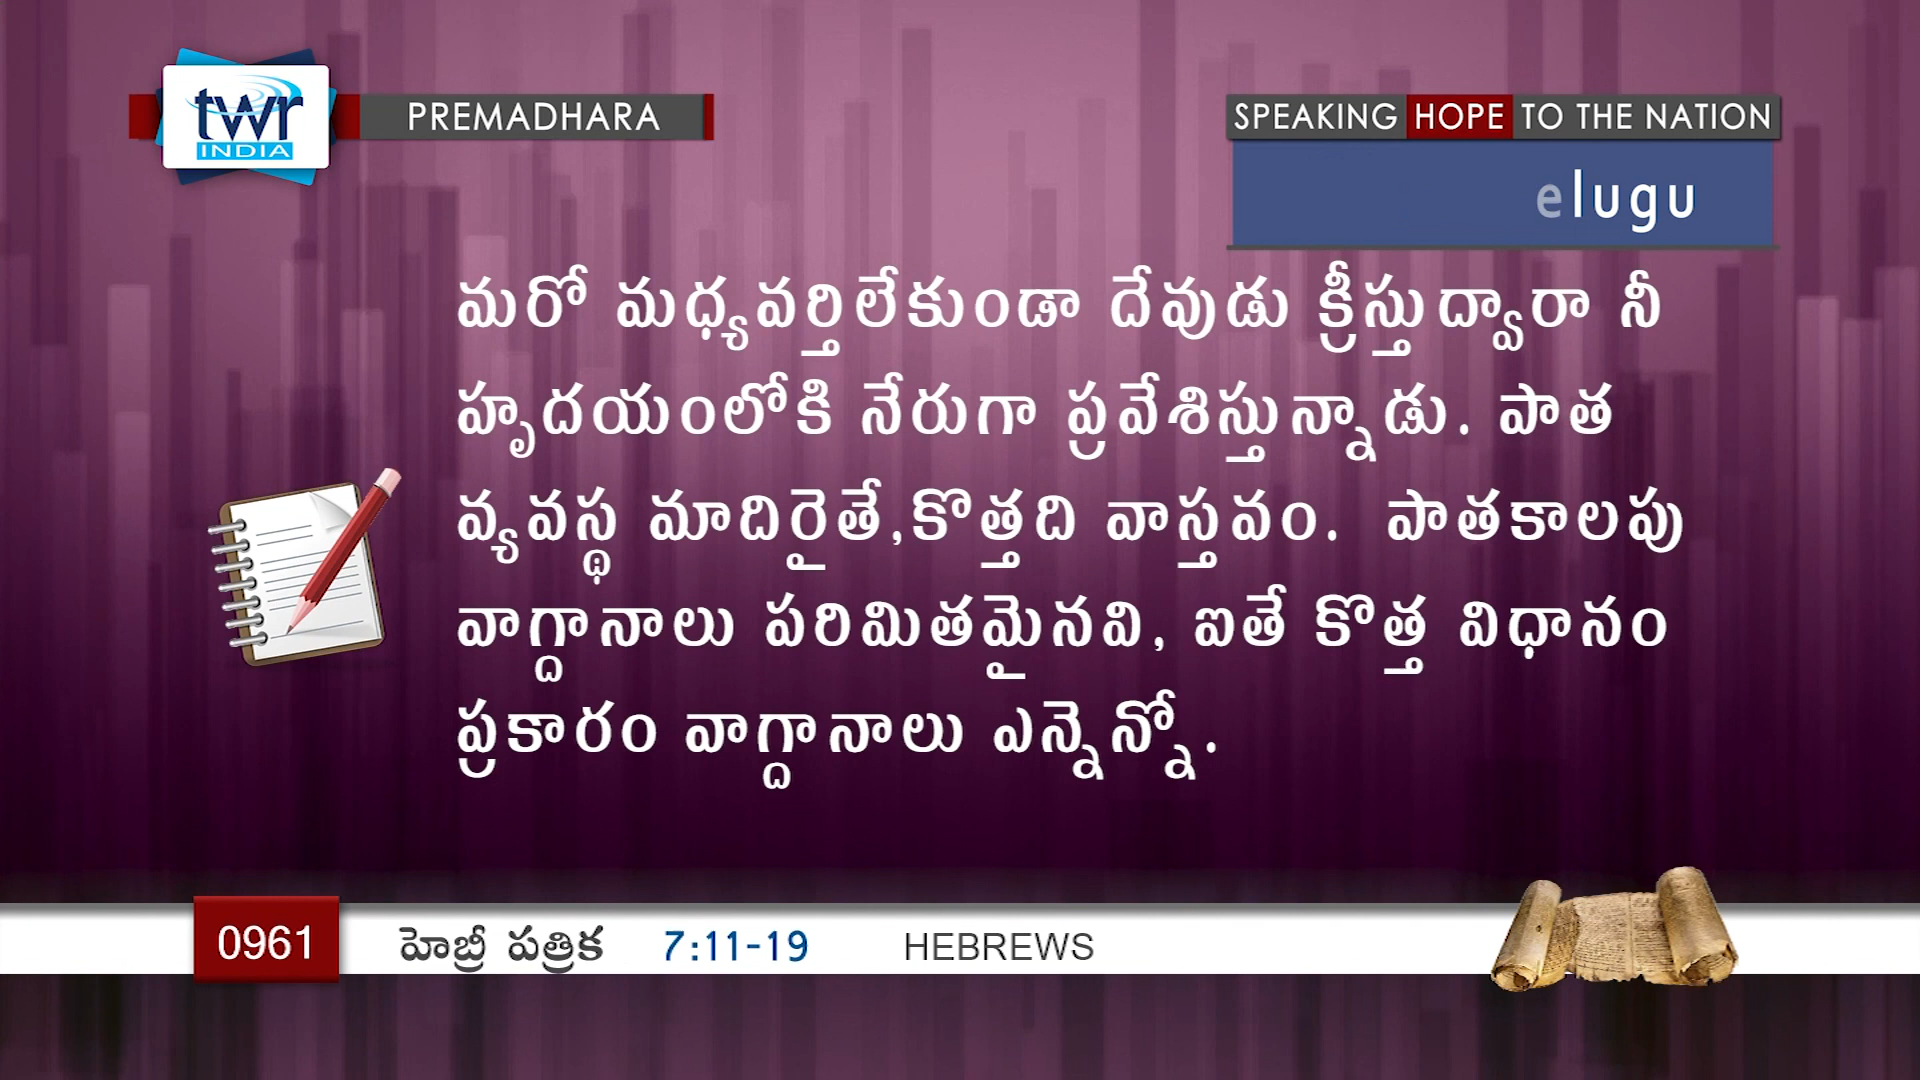 twr
INDIA
PREMADHARA
SPEAKING HOPE TO THE NATION
elugu
మరో మధ్యవర్తిలేకుండా దేవుడు క్రీస్తుద్వారా నీ
హృదయంలోకి నేరుగా ప్రవేశిస్తున్నాడు. పాత
వ్యవస్థ మాదిరైతే,కొత్తది వాస్తవం. పాతకాలపు
వాగ్దానాలు పరిమితమైనవి, ఐతే కొత్త విధానం
ప్రకారం వాగ్దానాలు ఎన్నెన్నో.
0961 హెబ్రీ పత్రిక 7:11-19 HEBREWS